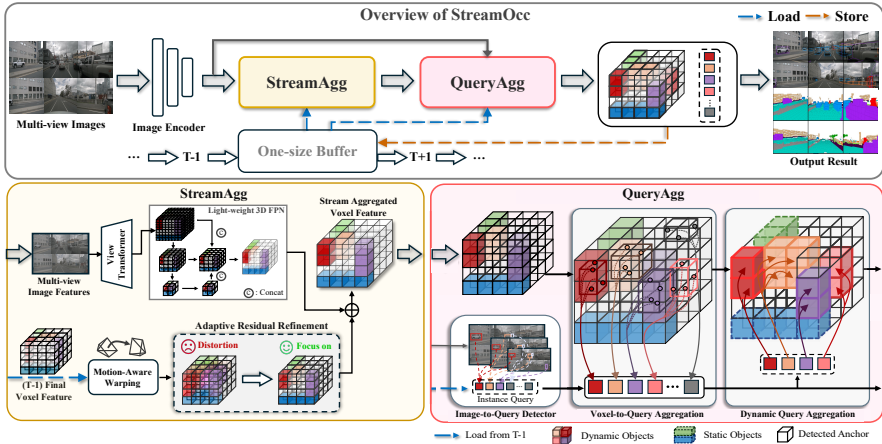 Overview of StreamOcc
Load
Store
Multi-view Images
Image Encoder
StreamAgg
QueryAgg
One-size Buffer
...
T-1
T+1
...
Output Result
StreamAgg
Multi-view
Image Features
View
Transformer
Light-weight 3D FPN
C
C
C : Concat
Stream Aggregated
Voxel Feature
(T-1) Final
Voxel Feature
Motion-Aware
Warping
Adaptive Residual Refinement
Distortion
Focus on
QueryAgg
Instance Query
Image-to-Query Detector
Voxel-to-Query Aggregation
Dynamic Query Aggregation
Load from T-1
Dynamic Objects
Static Objects
Detected Anchor